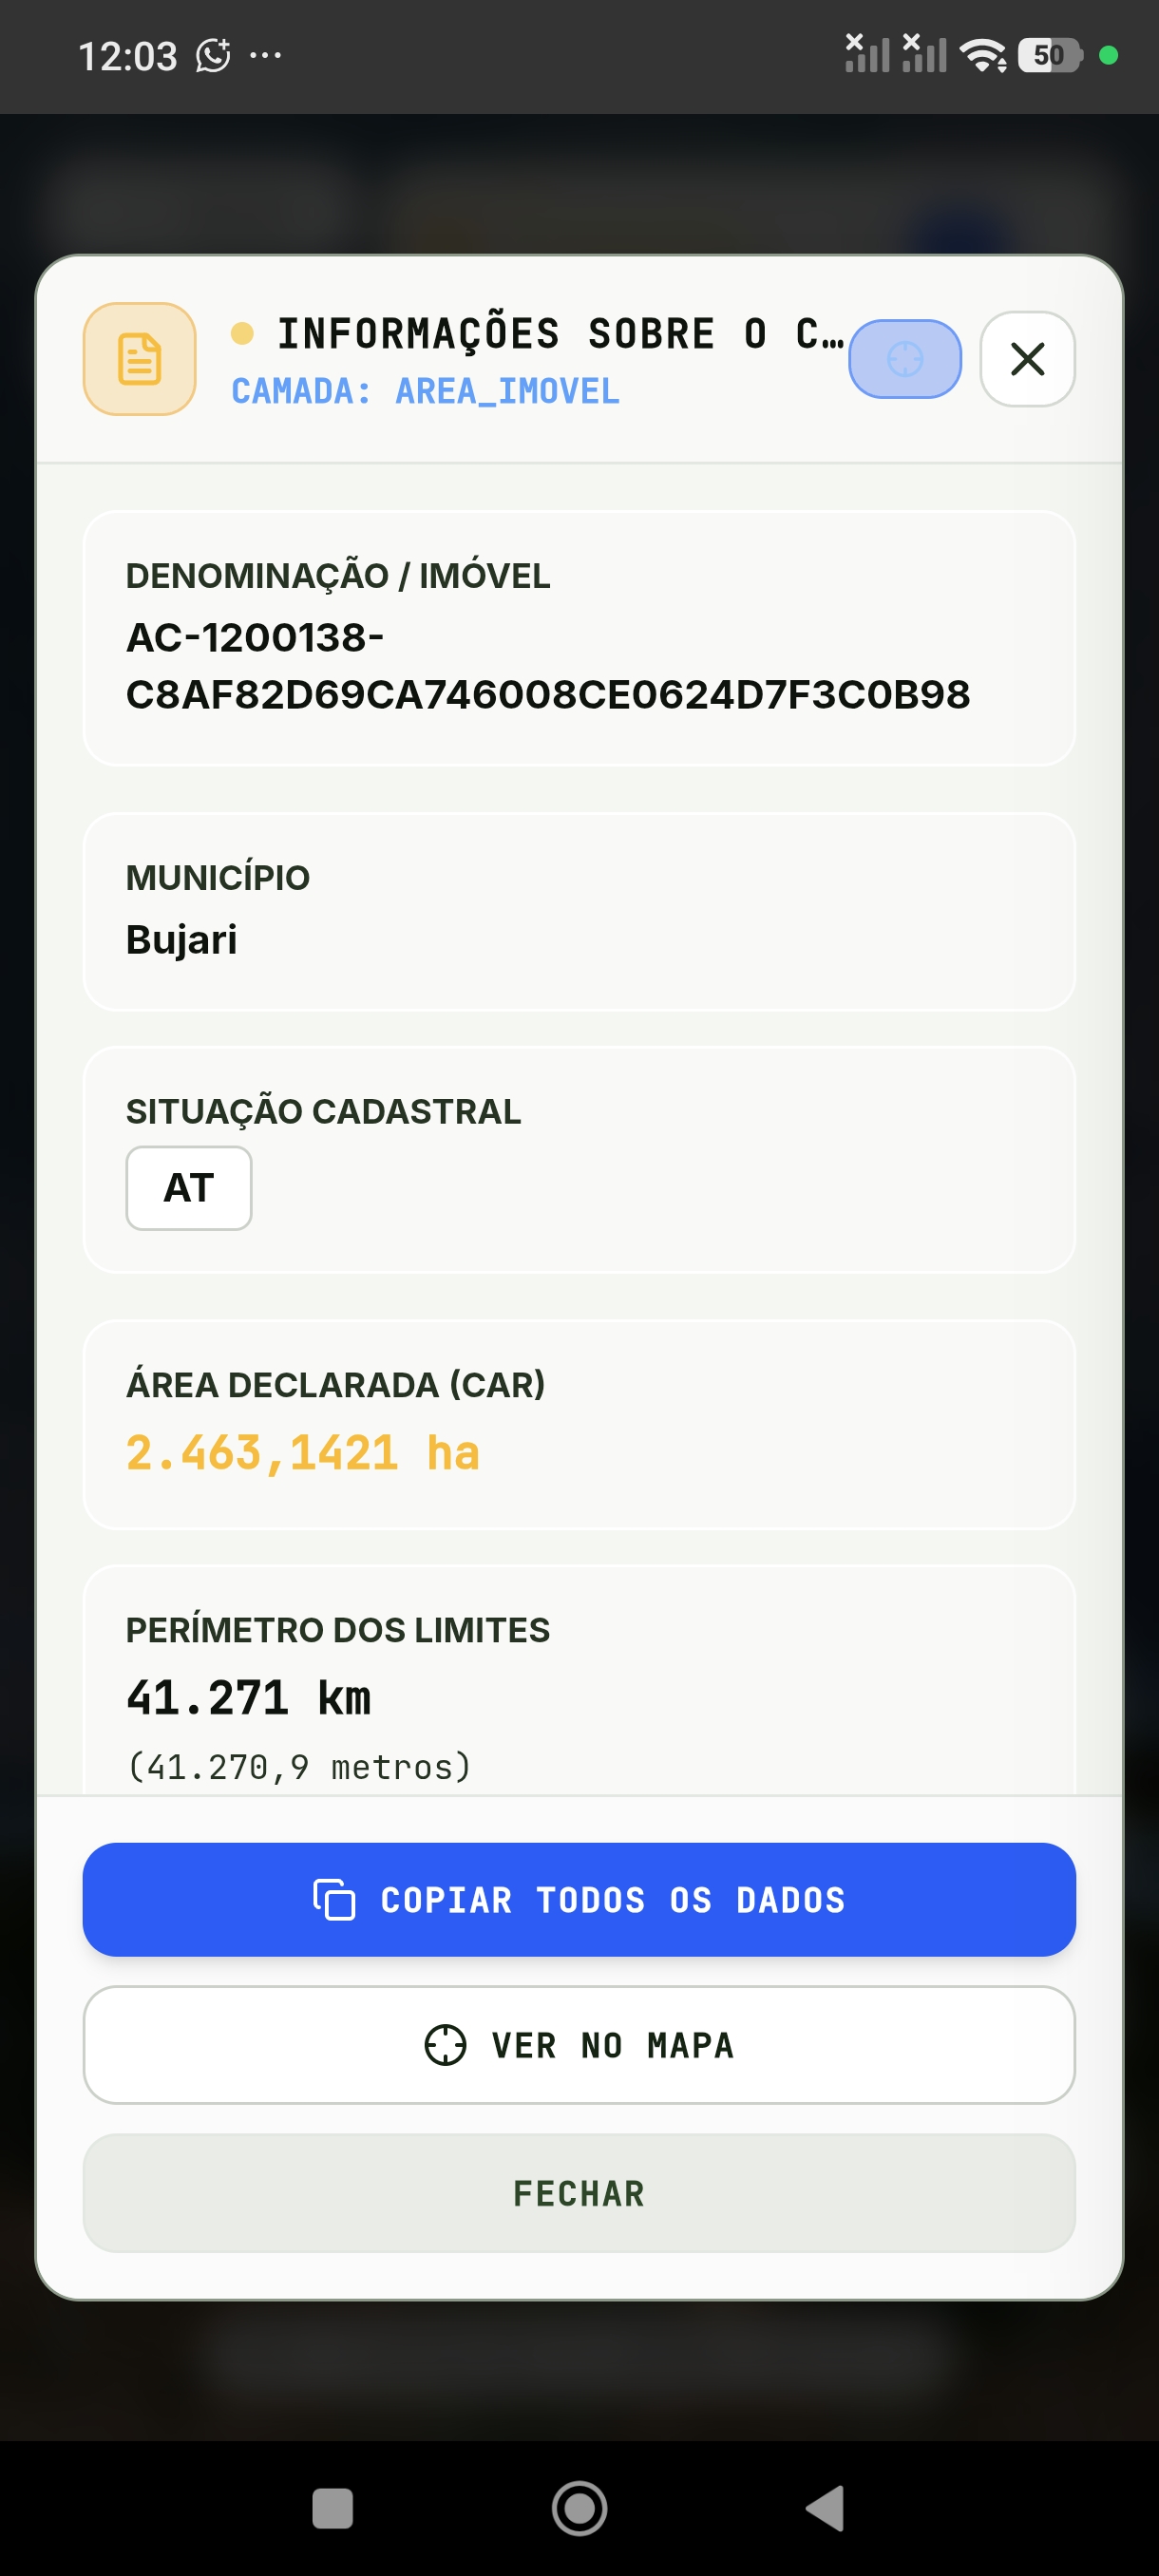 12:03
50
INFORMAÇÕES SOBRE O C…
CAMADA: AREA_IMOVEL
DENOMINAÇÃO / IMÓVEL
AC-1200138-
C8AF82D69CA746008CE0624D7F3C0B98
MUNICÍPIO
Bujari
SITUAÇÃO CADASTRAL
AT
ÁREA DECLARADA (CAR)
2.463,1421 ha
PERÍMETRO DOS LIMITES
41.271 km
(41.270,9 metros)
COPIAR TODOS OS DADOS
VER NO MAPA
FECHAR